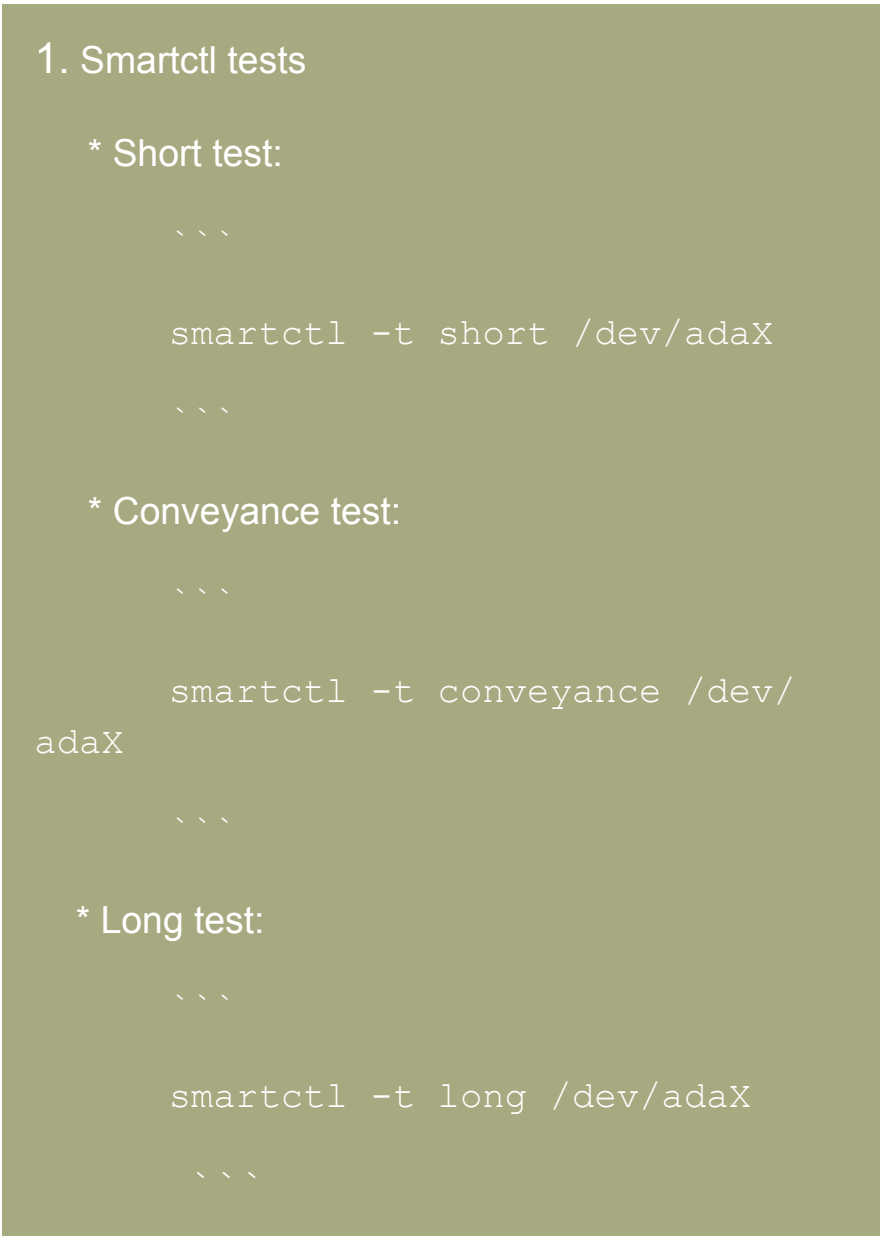 1. Smartctl tests
* Short test:
```
smartctl -t short /dev/adaX
```
* Conveyance test:
```
smartctl -t conveyance /dev/
adaX
```
* Long test:
```
smartctl -t long /dev/adaX
```